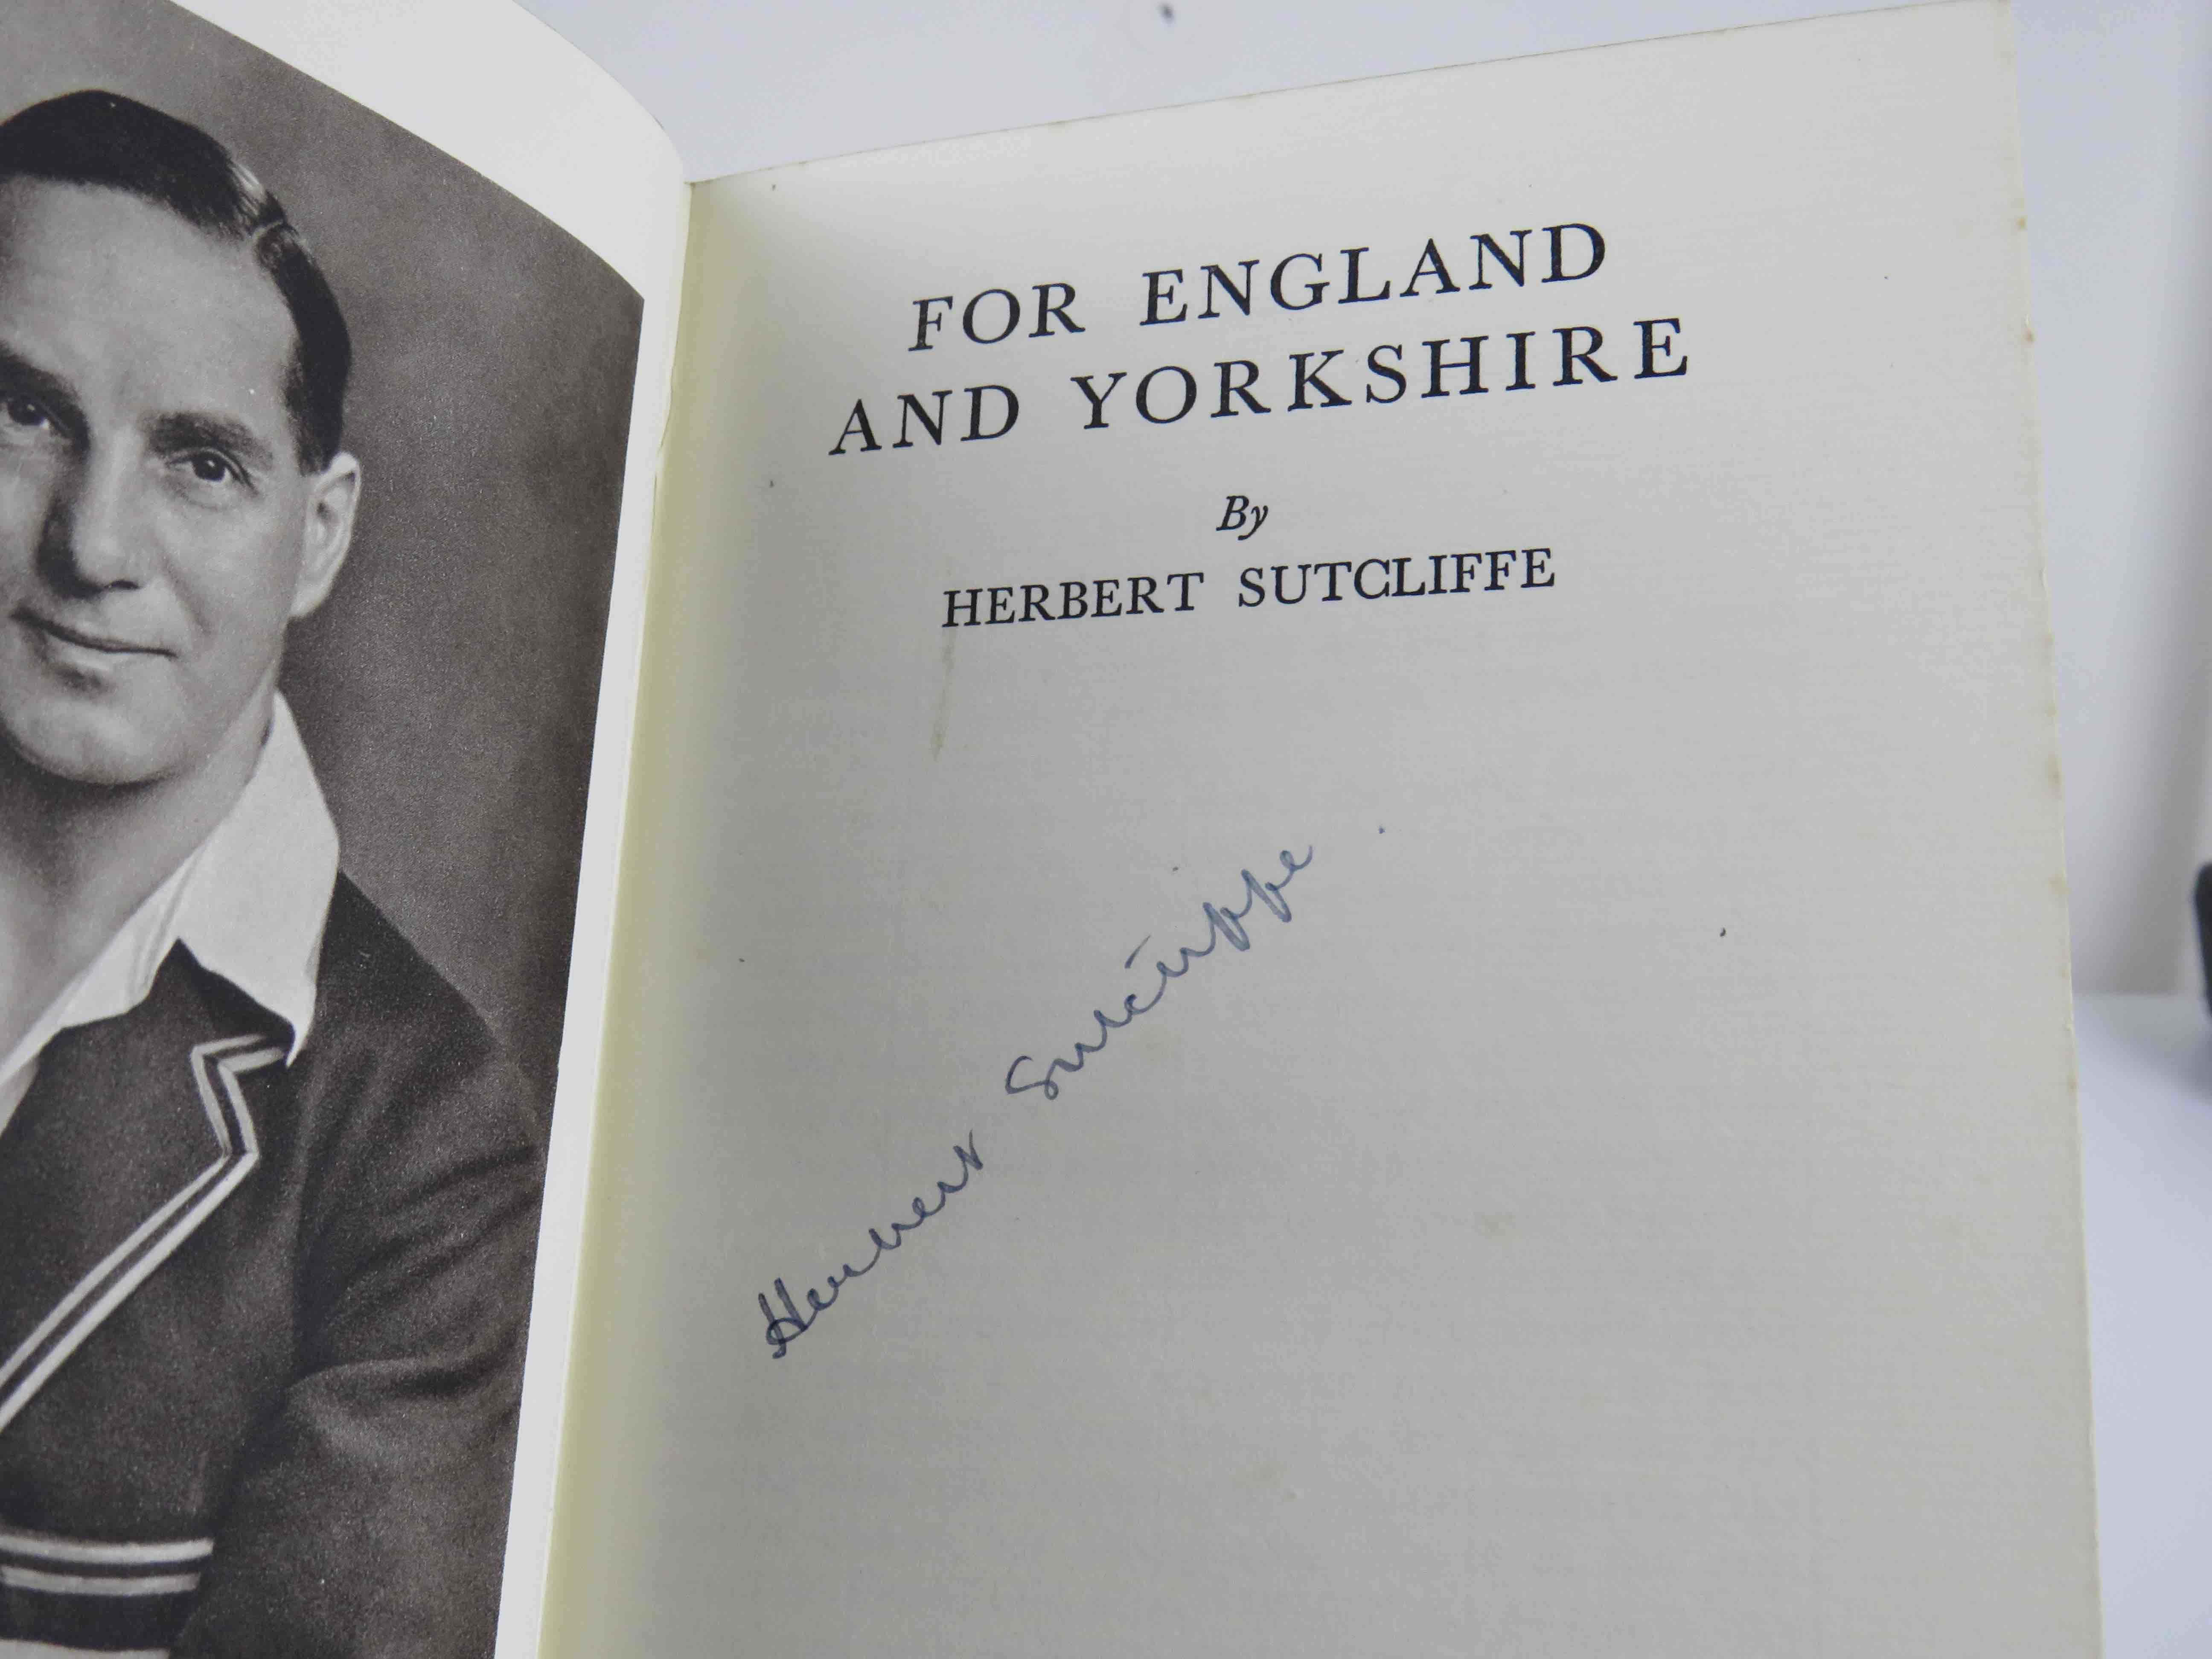 FOR ENGLAND
AND YORKSHIRE
By
HERBERT SUTCLIFFE
Herbert Sutcliffe